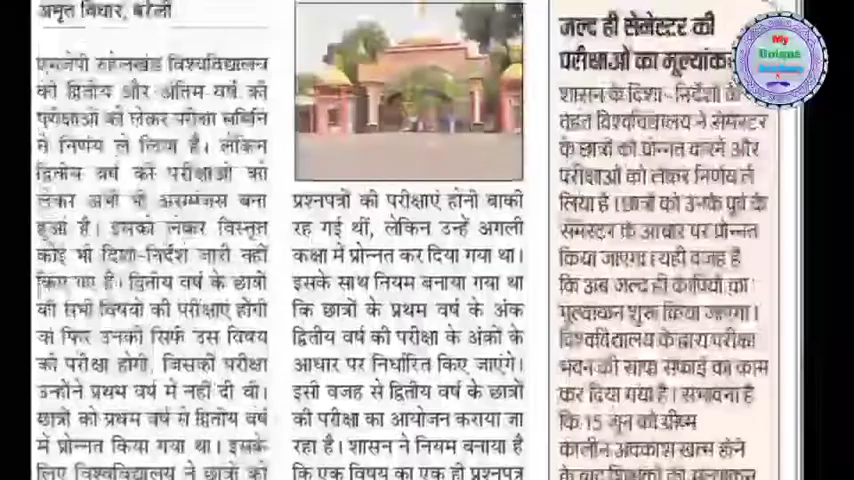 अमृत विचार, बरेली
एमजेपी रुहेलखंड विश्वविद्यालय
की द्वितीय और अंतिम वर्ष की
परीक्षाओं को लेकर परीक्षा समिति
ने निर्णय ले लिया है। लेकिन
द्वितीय वर्ष की परीक्षाओं को
लेकर अभी भी असमंजस बना
हुआ है। इसको लेकर विस्तृत
कोई भी दिशा-निर्देश जारी नहीं
किए गए हैं। द्वितीय वर्ष के छात्रों
की सभी विषयों की परीक्षाएं होंगी
या फिर उनकी सिर्फ उस विषय
की परीक्षा होगी, जिसकी परीक्षा
उन्होंने प्रथम वर्ष में नहीं दी थी।
छात्रों को प्रथम वर्ष से द्वितीय वर्ष
में प्रोन्नत किया गया था। इसके
लिए विश्वविद्यालय ने छात्रों को
प्रश्नपत्रों की परीक्षाएं होनी बाकी
रह गई थीं, लेकिन उन्हें अगली
कक्षा में प्रोन्नत कर दिया गया था।
इसके साथ नियम बनाया गया था
कि छात्रों के प्रथम वर्ष के अंक
द्वितीय वर्ष की परीक्षा के अंकों के
आधार पर निर्धारित किए जाएंगे।
इसी वजह से द्वितीय वर्ष के छात्रों
की परीक्षा का आयोजन कराया जा
रहा है। शासन ने नियम बनाया है
कि एक विषय का एक ही प्रश्नपत्र
जल्द ही सेमेस्टर की
परीक्षाओं का मूल्यांकन
शासन के दिशा-निर्देशों के
तहत विश्वविद्यालय ने सेमेस्टर
के छात्रों को प्रोन्नत करने और
परीक्षाओं को लेकर निर्णय ले
लिया है। छात्रों को उनके पूर्व के
सेमेस्टर के आधार पर प्रोन्नत
किया जाएगा। यही वजह है
कि अब जल्द ही कापियों का
मूल्यांकन शुरू किया जाएगा।
विश्वविद्यालय के द्वारा परीक्षा
भवन की साफ सफाई का काम
कर दिया गया है। संभावना है
कि 15 जून को ग्रीष्म
कालीन अवकाश खत्म होने
के बाद शिक्षकों को मूल्यांकन
My